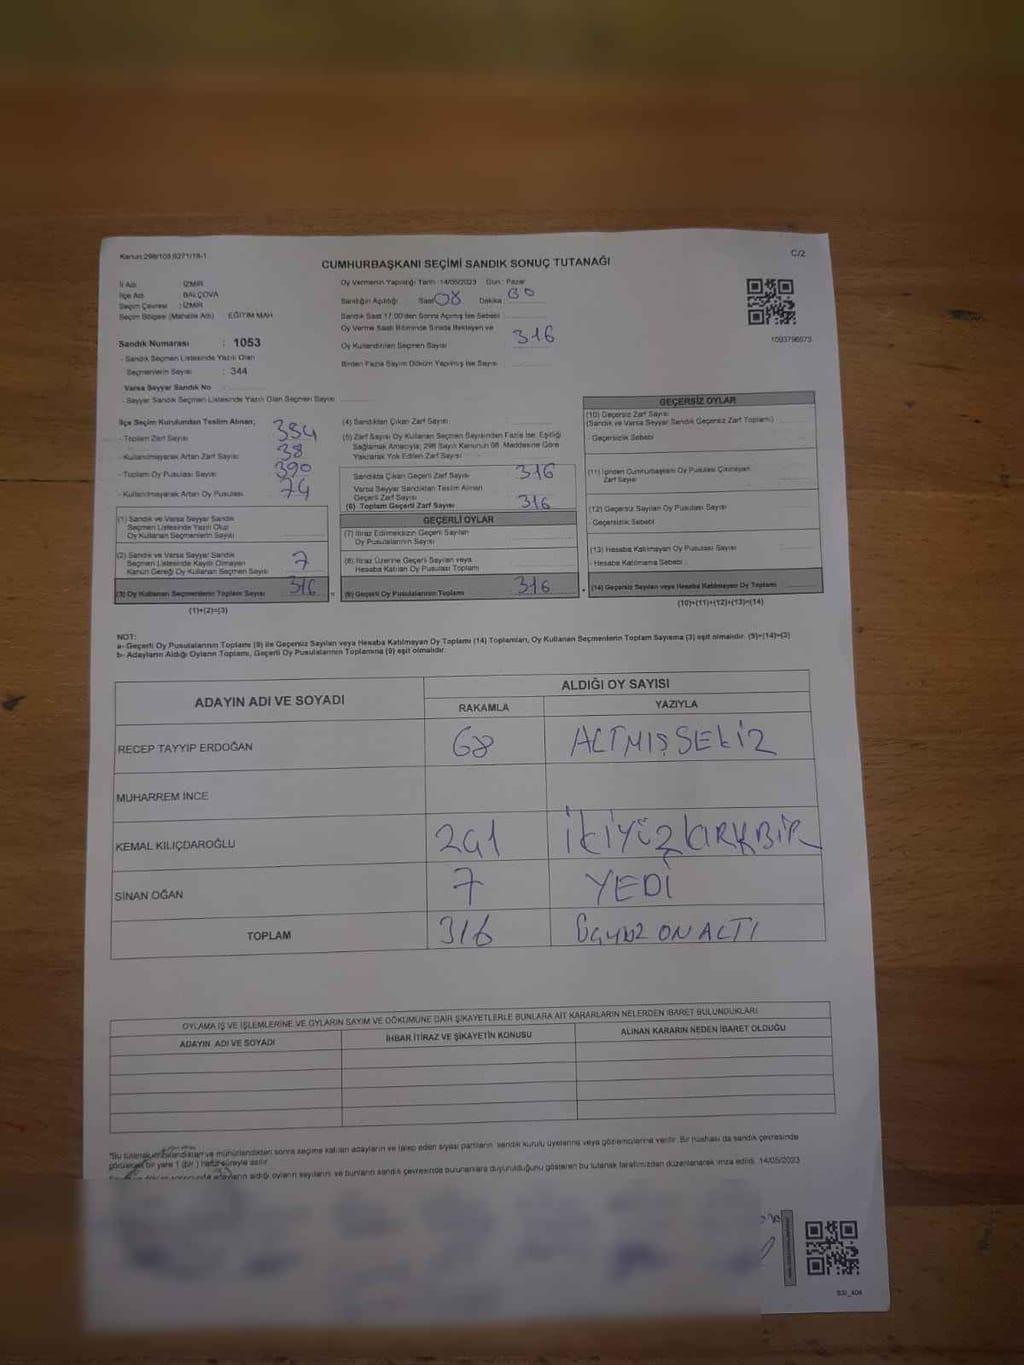 Kanun:298/105,6271/18-1
C/2
CUMHURBAŞKANI SEÇİMİ SANDIK SONUÇ TUTANAĞI
İl Adı : İZMİR
İlçe Adı : BALÇOVA
Seçim Çevresi : İZMİR
Seçim Bölgesi (Mahalle Adı) EĞİTİM MAH
Oy Vermenin Yapıldığı Tarih :14/05/2023 Gün : Pazar
Sandığın Açıldığı Saat 08 Dakika :
Sandık Saat 17:00'den Sonra Açılmış İse Sebebi :
Oy Verme Saati Bitiminde Sırada Bekleyen ve
Oy Kullandırılan Seçmen Sayısı 316
Birden Fazla Sayım Döküm Yapılmış İse Sayısı :
1093796573
Sandık Numarası : 1053
- Sandık Seçmen Listesinde Yazılı Olan
Seçmenlerin Sayısı : 344
Varsa Seyyar Sandık No
- Seyyar Sandık Seçmen Listesinde Yazılı Olan Seçmen Sayısı
İlçe Seçim Kurulundan Teslim Alınan;
- Toplam Zarf Sayısı 354
- Kullanılmayarak Artan Zarf Sayısı 38
- Toplam Oy Pusulası Sayısı 390
- Kullanılmayarak Artan Oy Pusulası 74
(1) Sandık ve Varsa Seyyar Sandık
Seçmen Listesinde Yazılı Olup
Oy Kullanan Seçmenlerin Sayısı
(2) Sandık ve Varsa Seyyar Sandık
Seçmen Listesinde Kayıtlı Olmayan
Kanun Gereği Oy Kullanan Seçmen Sayısı 7
(3) Oy Kullanan Seçmenlerin Toplam Sayısı 316
(1)+(2)=(3)
(4) Sandıktan Çıkan Zarf Sayısı
(5) Zarf Sayısı Oy Kullanan Seçmen Sayısından Fazla İse, Eşitliği
Sağlamak Amacıyla; 298 Sayılı Kanunun 98. Maddesine Göre
Yakılarak Yok Edilen Zarf Sayısı
Sandıkta Çıkan Geçerli Zarf Sayısı 316
Varsa Seyyar Sandıktan Teslim Alınan
Geçerli Zarf Sayısı
(6) Toplam Geçerli Zarf Sayısı 316
GEÇERLİ OYLAR
(7) İtiraz Edilmeksizin Geçerli Sayılan
Oy Pusulalarının Sayısı
(8) İtiraz Üzerine Geçerli Sayılan veya
Hesaba Katılan Oy Pusulası Toplamı
(9) Geçerli Oy Pusulalarının Toplamı 316
GEÇERSİZ OYLAR
(10) Geçersiz Zarf Sayısı
(Sandık ve Varsa Seyyar Sandık Geçersiz Zarf Toplamı)
- Geçersizlik Sebebi
(11) İçinden Cumhurbaşkanı Oy Pusulası Çıkmayan
Zarf Sayısı
(12) Geçersiz Sayılan Oy Pusulası Sayısı
- Geçersizlik Sebebi
(13) Hesaba Katılmayan Oy Pusulası Sayısı
- Hesaba Katılmama Sebebi
(14) Geçersiz Sayılan veya Hesaba Katılmayan Oy Toplamı
(10)+(11)+(12)+(13)=(14)
NOT:
a- Geçerli Oy Pusulalarının Toplamı (9) ile Geçersiz Sayılan veya Hesaba Katılmayan Oy Toplamı (14) Toplamları, Oy Kullanan Seçmenlerin Toplam Sayısına (3) eşit olmalıdır. (9)+(14)=(3)
b- Adayların Aldığı Oyların Toplamı, Geçerli Oy Pusulalarının Toplamına (9) eşit olmalıdır.
ADAYIN ADI VE SOYADI ALDIĞI OY SAYISI
RAKAMLA YAZIYLA
RECEP TAYYİP ERDOĞAN 68 ALTMIŞSEKİZ
MUHARREM İNCE
KEMAL KILIÇDAROĞLU 241 İKİYÜZKIRKBİR
SİNAN OĞAN 7 YEDİ
TOPLAM 316 ÜÇYÜZ ONALTI
OYLAMA İŞ VE İŞLEMLERİNE VE OYLARIN SAYIM VE DÖKÜMÜNE DAİR ŞİKAYETLERLE BUNLARA AİT KARARLARIN NELERDEN İBARET BULUNDUKLARI
ADAYIN ADI VE SOYADI İHBAR İTİRAZ VE ŞİKAYETİN KONUSU ALINAN KARARIN NEDEN İBARET OLDUĞU
"Bu tutanak imzalandıktan ve mühürlendikten sonra seçime katılan adayların ve talep eden siyasi partilerin sandık kurulu üyelerine veya gözlemcilerine verilir. Bir nüshası da sandık çevresinde
görülecek bir yere 1 (bir) hafta süreyle asılır.
adayların aldığı oyların sayılarını ve bunların sandık çevresinde bulunanlara duyurulduğunu gösteren bu tutanak tarafımızdan düzenlenerek imza edildi. 14/05/2023
S3I_404